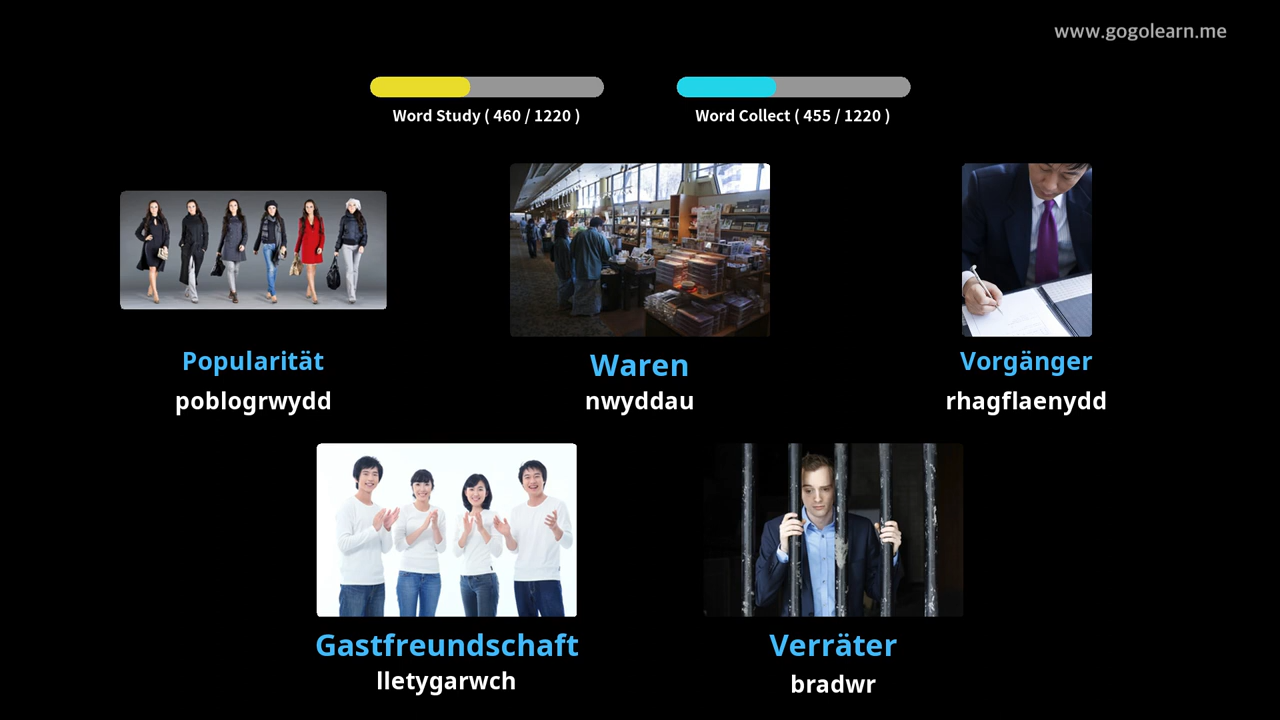 www.gogolearn.me
Word Study ( 460 / 1220 )
Word Collect ( 455 / 1220 )
Popularität
poblogrwydd
Waren
nwyddau
Vorgänger
rhagflaenydd
Gastfreundschaft
lletygarwch
Verräter
bradwr